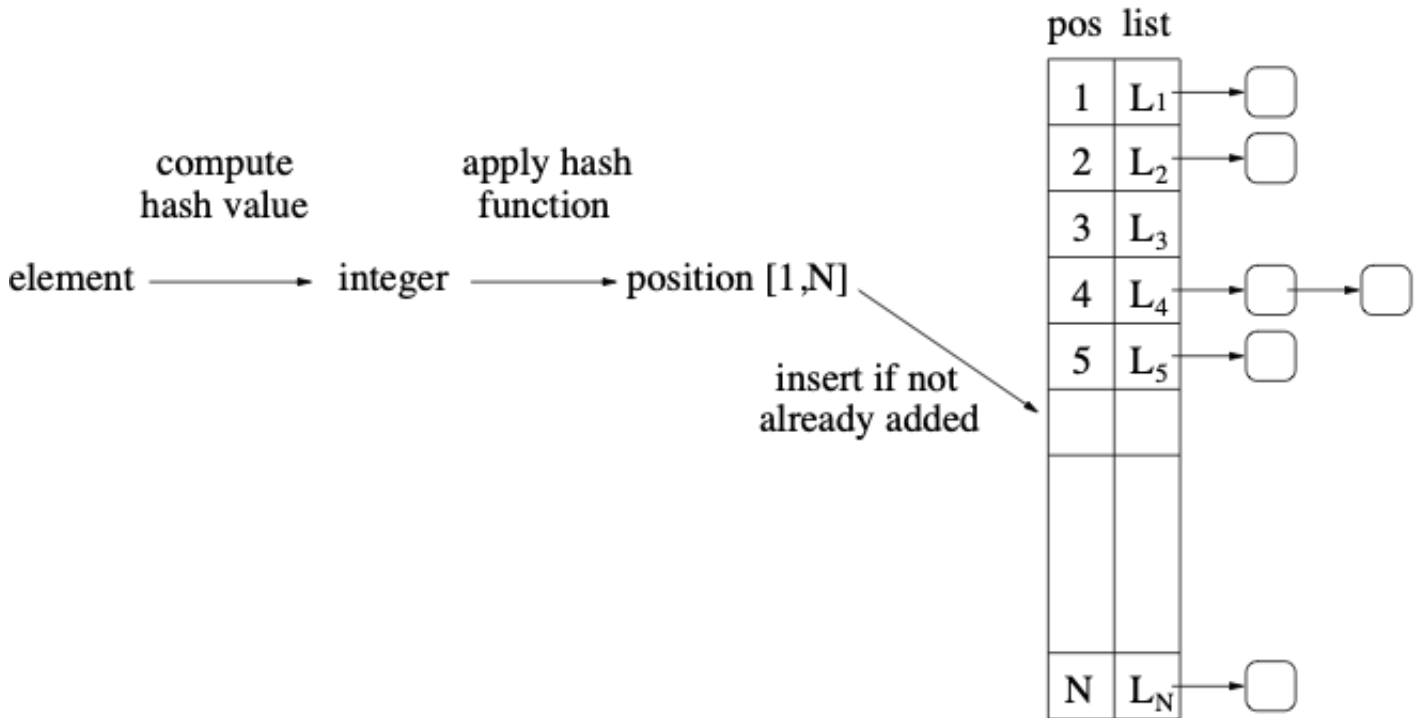 pos list
1 L1
compute
hash value
apply hash
function
2 L2
3 L3
element
integer
position [1,N]
4 L4
5 L5
insert if not
already added
N LN